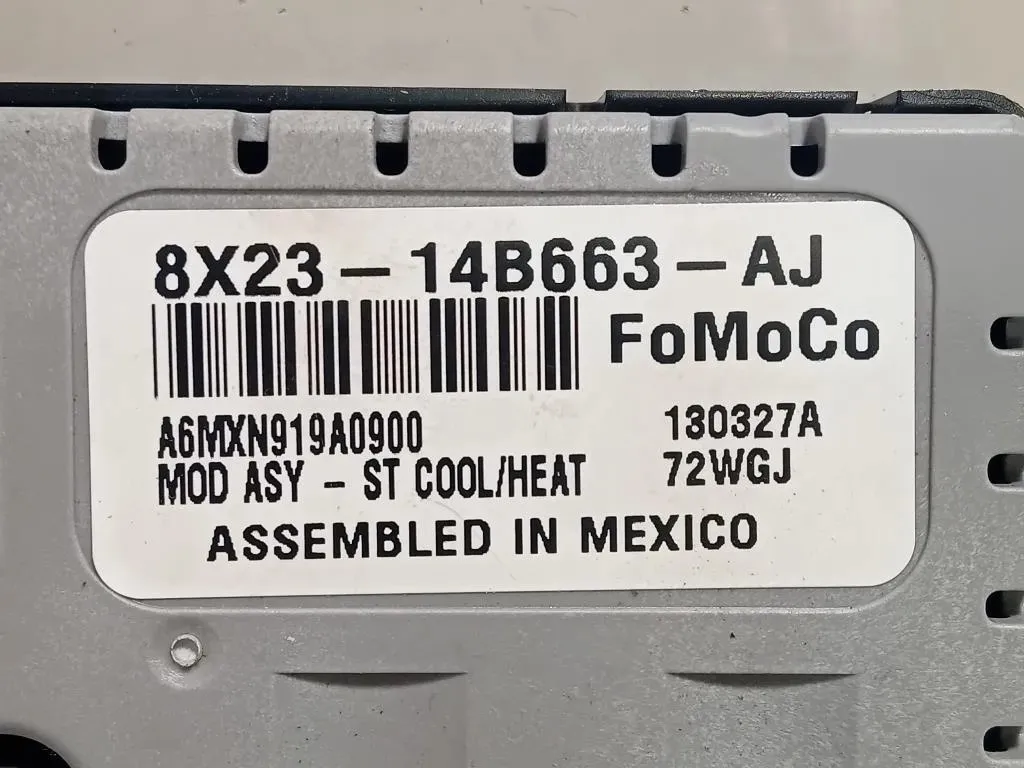 8X23 – 14B663 – AJ
FoMoCo
A6MXN919A0900 130327A
MOD ASY – ST COOL/HEAT 72WGJ
ASSEMBLED IN MEXICO